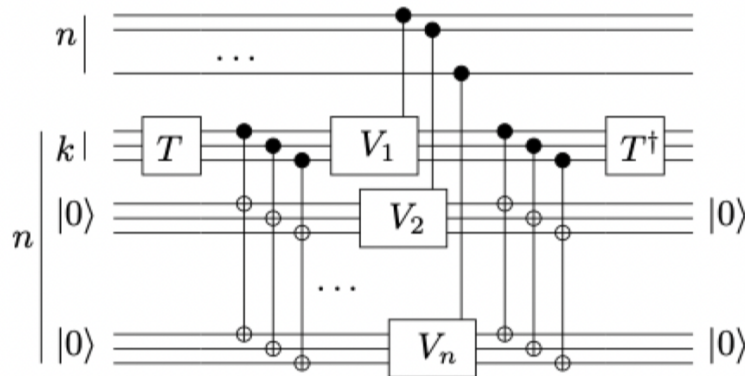 n
...
k T V₁ T†
|0⟩ V₂ |0⟩
n
...
|0⟩ Vₙ |0⟩